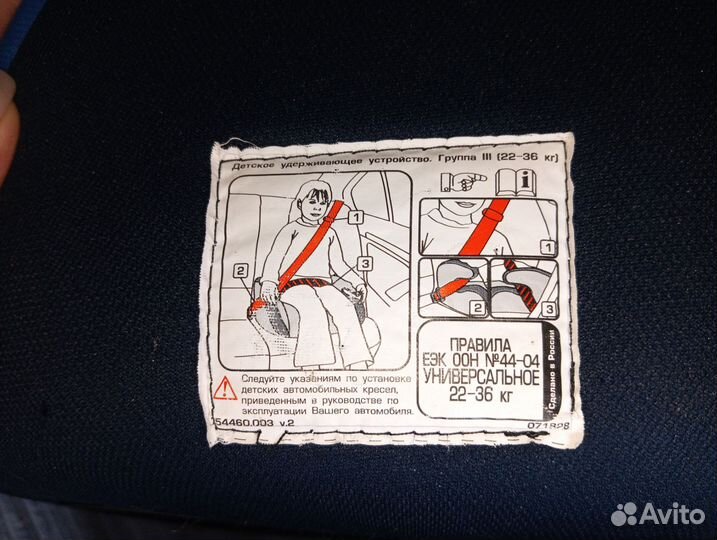 Детское удерживающее устройство. Группа III (22-36 кг)
i
1
2
3
1
2
3
ПРАВИЛА
ЕЭК ООН №44-04
УНИВЕРСАЛЬНОЕ
22-36 кг
Сделано в России
Следуйте указаниям по установке
детских автомобильных кресел,
приведенным в руководстве по
эксплуатации Вашего автомобиля.
54460.003 v.2
071828
Avito